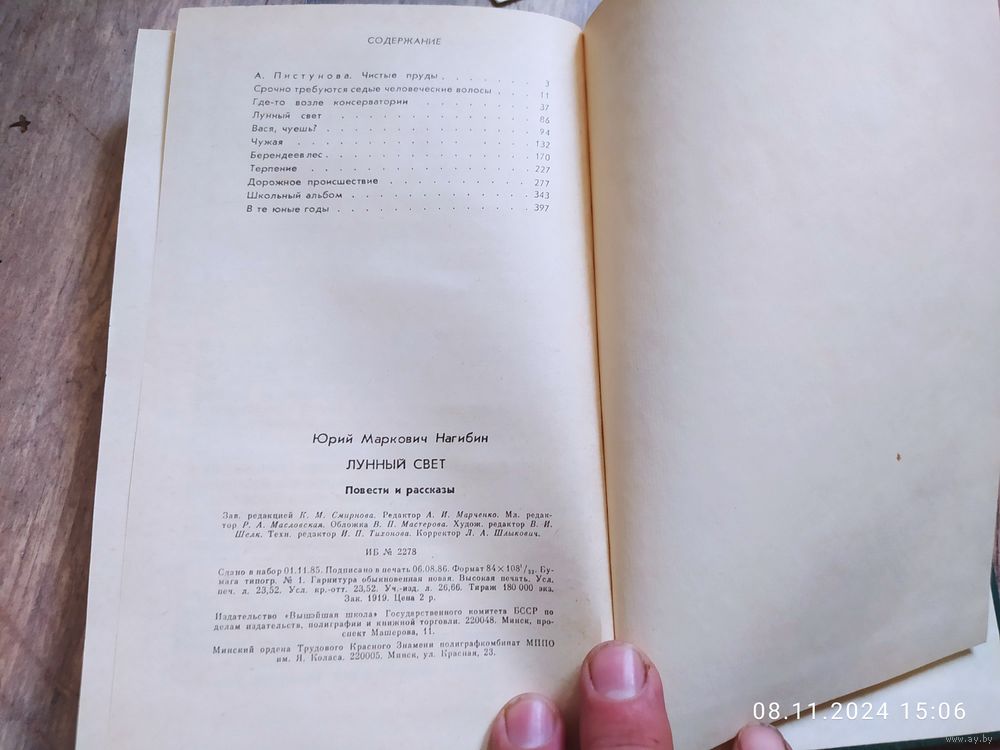 СОДЕРЖАНИЕ
А. Пистунова. Чистые пруды . . . . . . . 3
Срочно требуются седые человеческие волосы . . . 11
Где-то возле консерватории . . . . . . . . 37
Лунный свет . . . . . . . . . . . . 86
Вася, чуешь? . . . . . . . . . . . . 94
Чужая . . . . . . . . . . . . . . 132
Берендеев лес . . . . . . . . . . . . 170
Терпение . . . . . . . . . . . . . 227
Дорожное происшествие . . . . . . . . . 277
Школьный альбом . . . . . . . . . . . 343
В те юные годы . . . . . . . . . . . 397
Юрий Маркович Нагибин
ЛУННЫЙ СВЕТ
Повести и рассказы
Зав. редакцией К. М. Смирнова. Редактор А. И. Марченко. Мл. редак-
тор Р. А. Масловская. Обложка В. П. Мастерова. Худож. редактор В. И.
Шелк. Техн. редактор И. П. Тихонова. Корректор Л. А. Шлыкович.
ИБ № 2278
Сдано в набор 01.11.85. Подписано в печать 06.08.86. Формат 84×108¹/₃₂. Бу-
мага типогр. № 1. Гарнитура обыкновенная новая. Высокая печать. Усл.
печ. л. 23,52. Усл. кр.-отт. 23,52. Уч.-изд. л. 26,66. Тираж 180 000 экз.
Зак. 1919. Цена 2 р.
Издательство «Вышэйшая школа» Государственного комитета БССР по
делам издательств, полиграфии и книжной торговли. 220048. Минск, про-
спект Машерова, 11.
Минский ордена Трудового Красного Знамени полиграфкомбинат МППО
им. Я. Коласа. 220005. Минск, ул. Красная, 23.
08.11.2024 15:06
www.ay.by